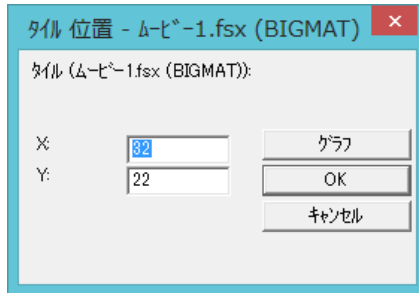 ﾀｲﾙ 位置 - ﾑｰﾋﾞｰ1.fsx (BIGMAT)
ﾀｲﾙ (ﾑｰﾋﾞｰ1.fsx (BIGMAT)):
X: 32 ｸﾞﾗﾌ
Y: 22 OK
ｷｬﾝｾﾙ